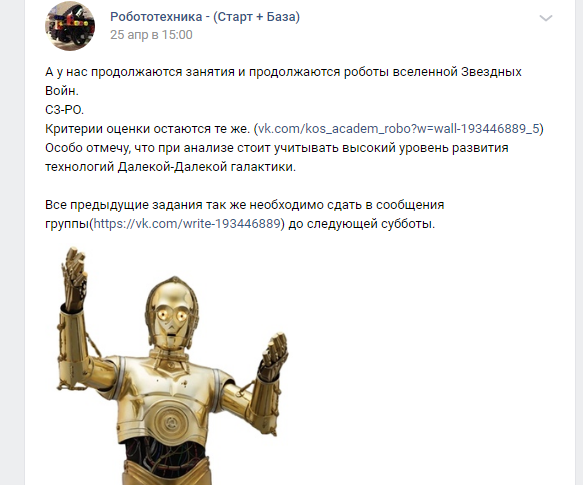 Робототехника - (Старт + База)
25 апр в 15:00
А у нас продолжаются занятия и продолжаются роботы вселенной Звездных
Войн.
C3-PO.
Критерии оценки остаются те же. (vk.com/kos_academ_robo?w=wall-193446889_5)
Особо отмечу, что при анализе стоит учитывать высокий уровень развития
технологий Далекой-Далекой галактики.
Все предыдущие задания так же необходимо сдать в сообщения
группы(https://vk.com/write-193446889) до следующей субботы.